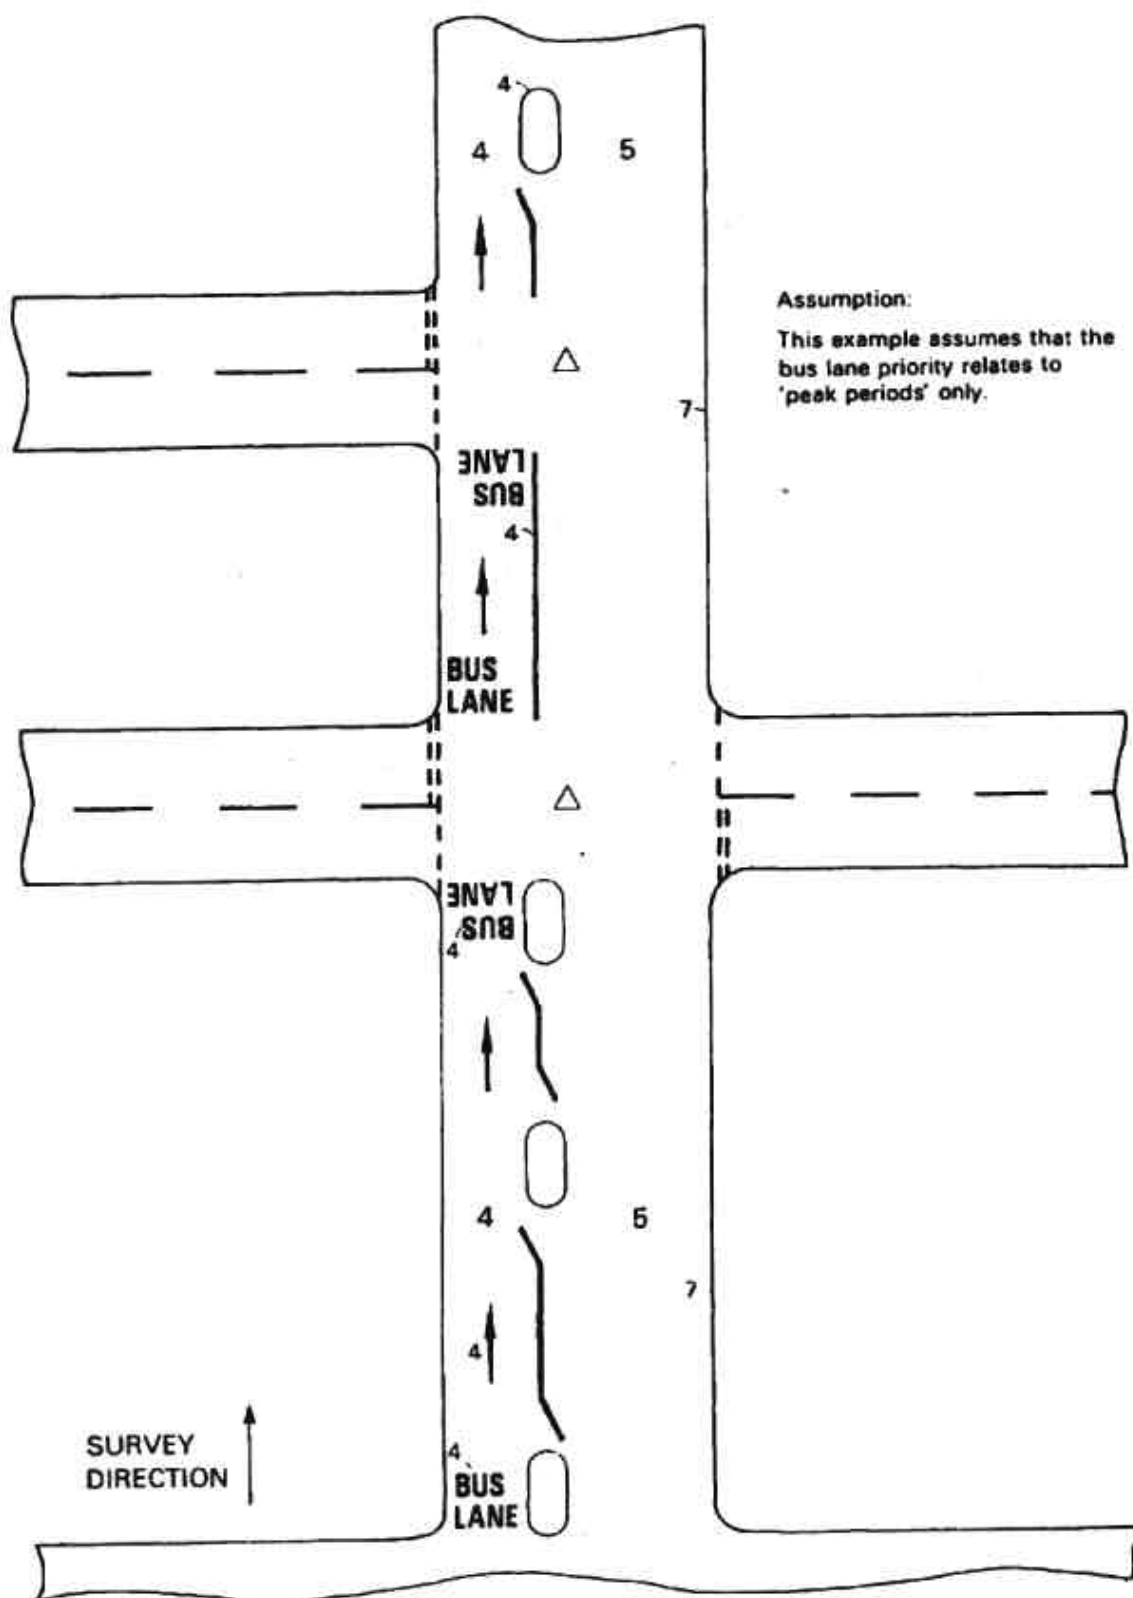 4
4
5
Assumption:
This example assumes that the
bus lane priority relates to
'peak periods' only.
7
LANE
BUS
4
BUS
LANE
LANE
BUS
4
4
5
7
4
SURVEY
DIRECTION
4
BUS
LANE